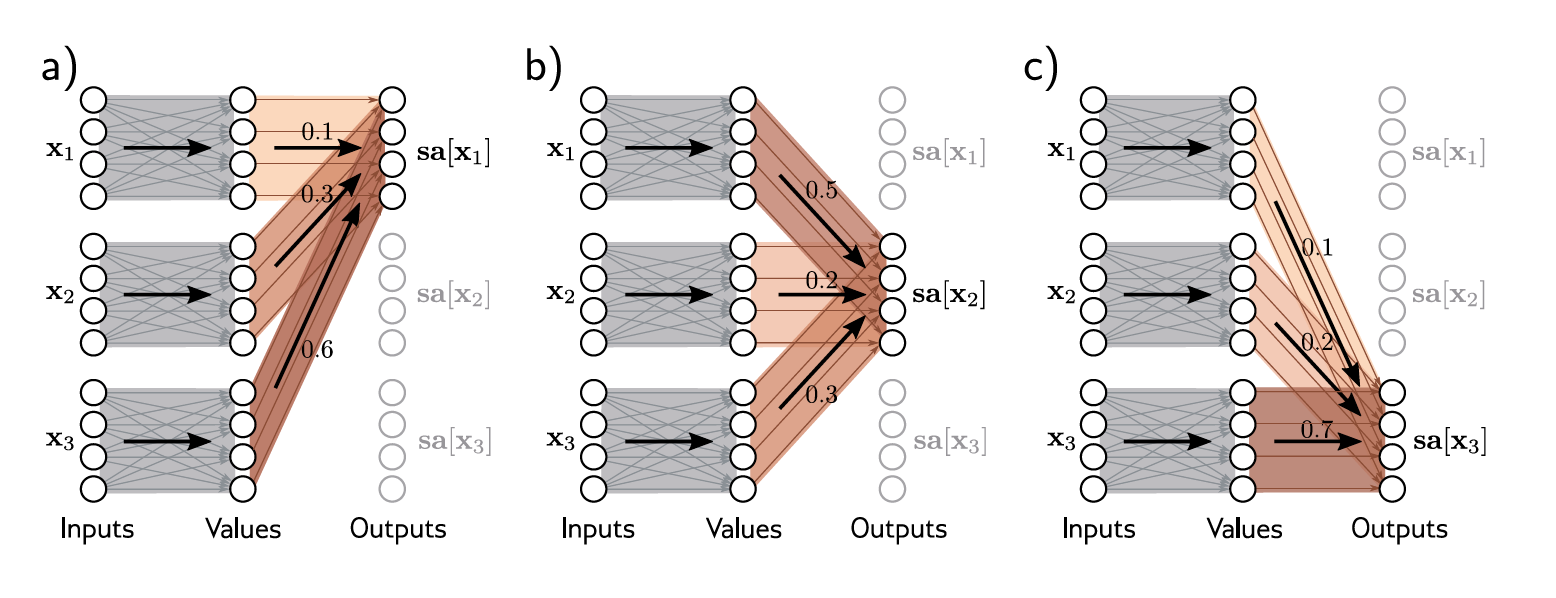 a) b) c)
0.1
x₁ sa[x₁]
0.3
x₂ sa[x₂]
0.6
x₃ sa[x₃]
Inputs Values Outputs
x₁ sa[x₁]
0.5
0.2
x₂ sa[x₂]
0.3
x₃ sa[x₃]
Inputs Values Outputs
x₁ sa[x₁]
0.1
x₂ sa[x₂]
0.2
0.7
x₃ sa[x₃]
Inputs Values Outputs